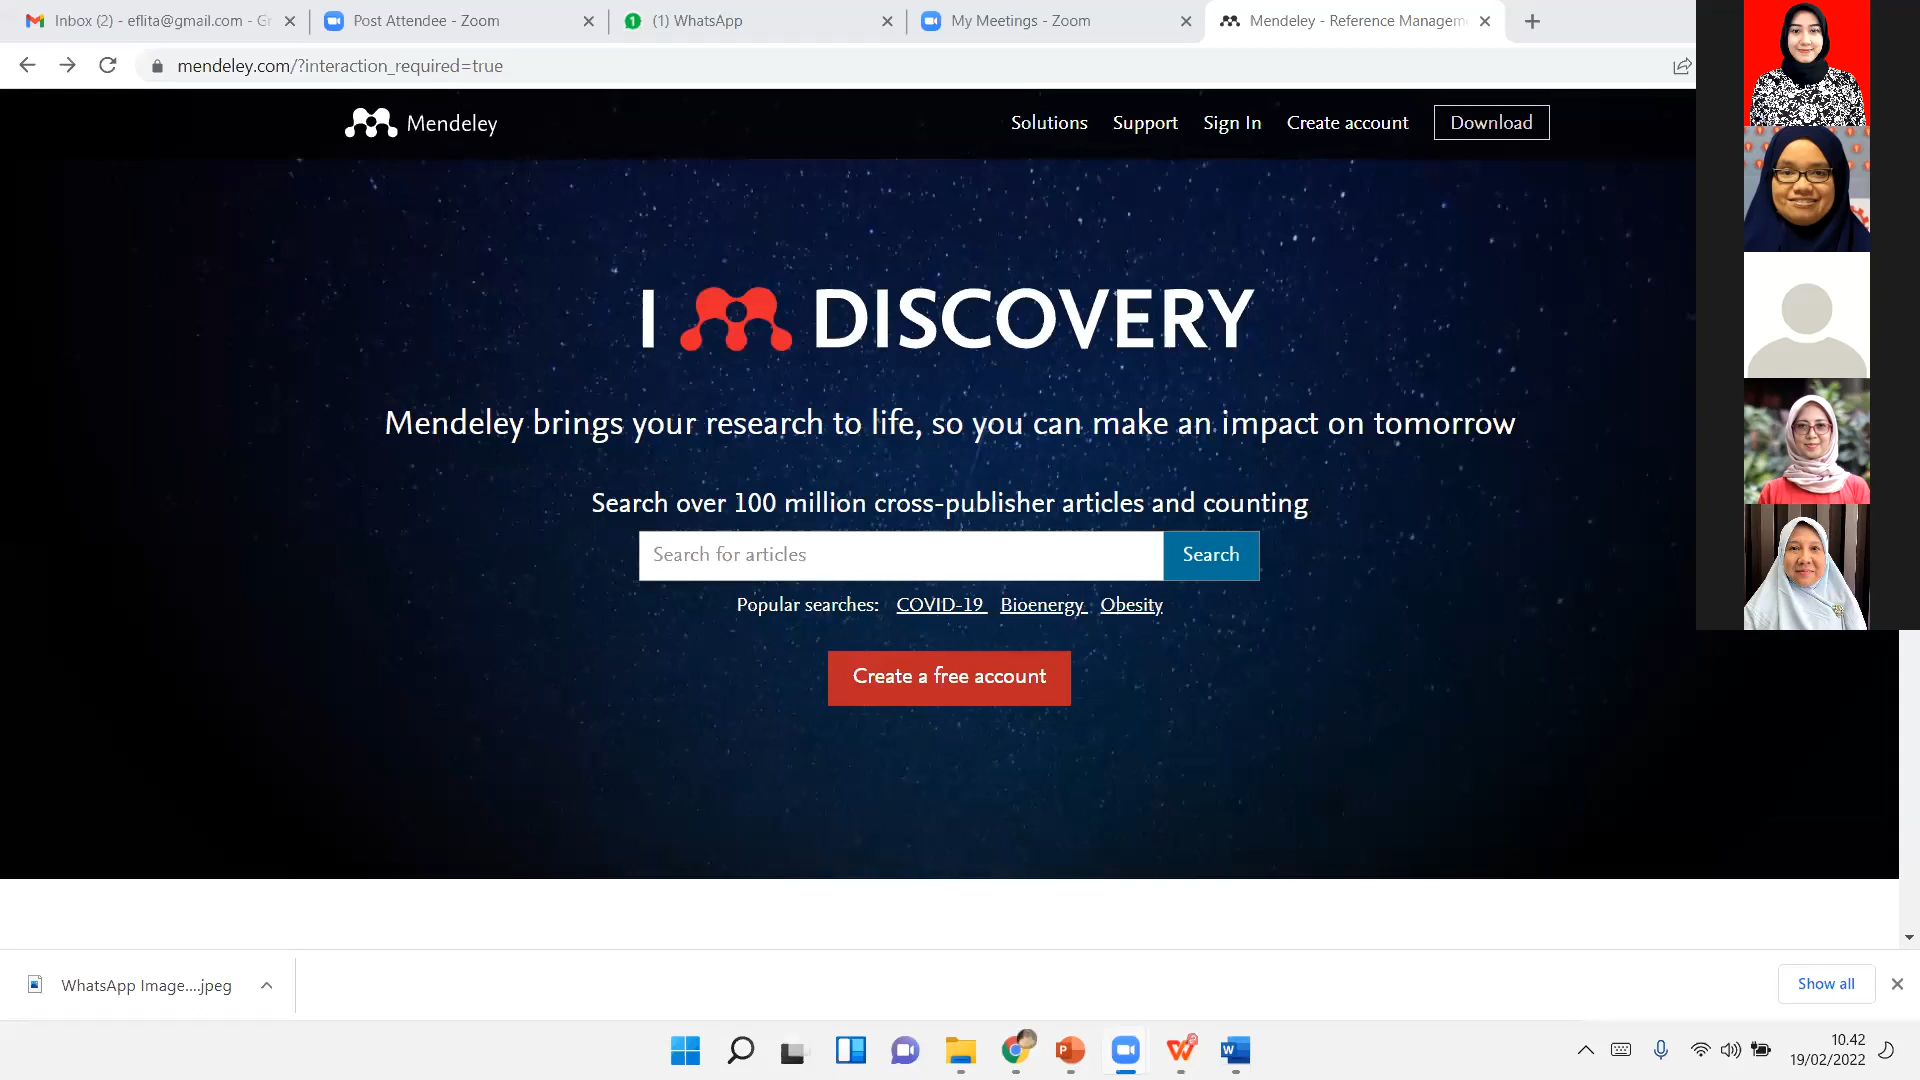 Inbox (2) - eflita@gmail.com - G
Post Attendee - Zoom
(1) WhatsApp
My Meetings - Zoom
Mendeley - Reference Managem
mendeley.com/?interaction_required=true
Mendeley
Solutions
Support
Sign In
Create account
Download
I DISCOVERY
Mendeley brings your research to life, so you can make an impact on tomorrow
Search over 100 million cross-publisher articles and counting
Search for articles
Search
Popular searches: COVID-19 Bioenergy Obesity
Create a free account
WhatsApp Image....jpeg
Show all
10.42
19/02/2022